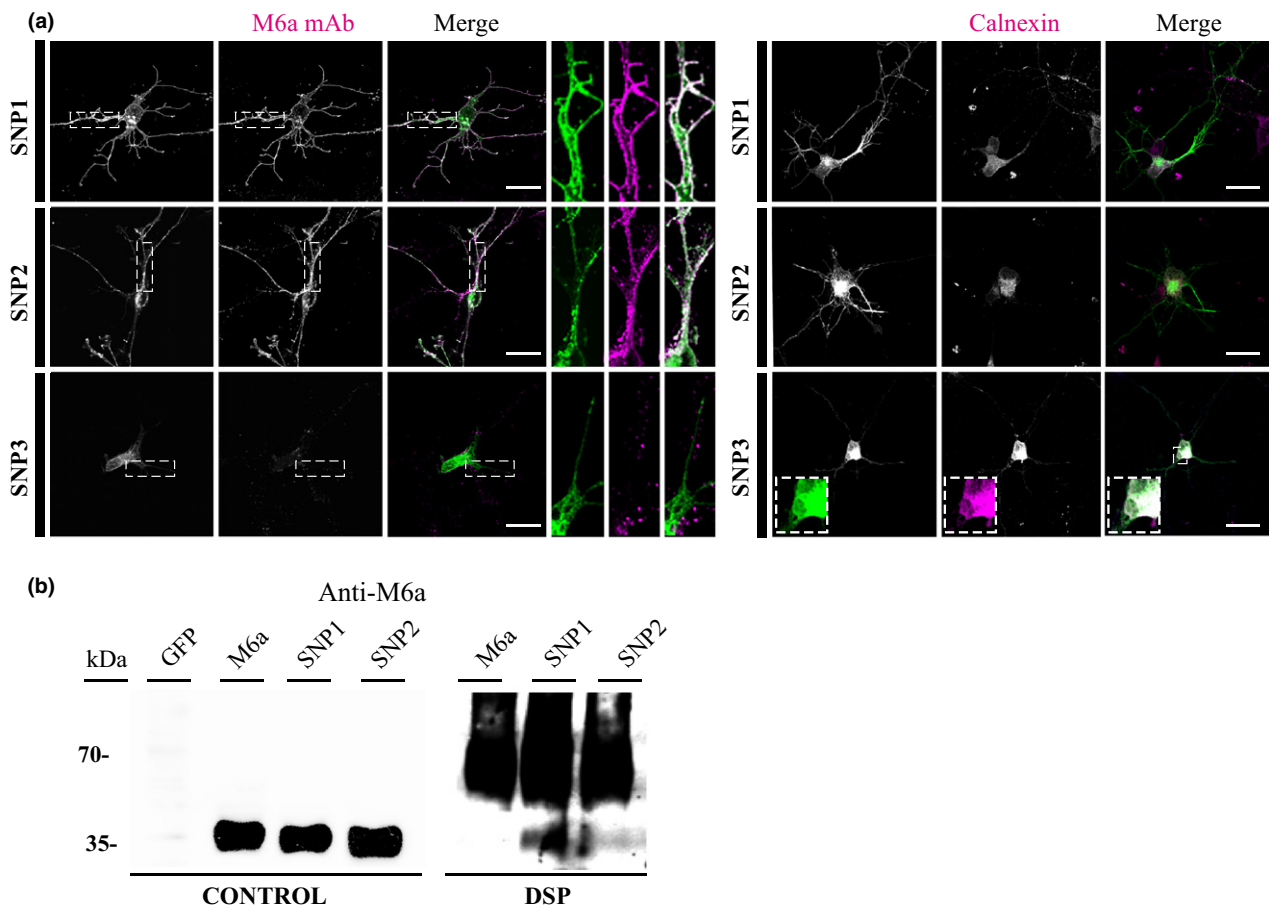 (a)
M6a mAb Merge Calnexin Merge
SNP1 SNP1
SNP2 SNP2
SNP3 SNP3
(b)
Anti-M6a
kDa GFP M6a SNP1 SNP2 M6a SNP1 SNP2
70-
35-
CONTROL DSP